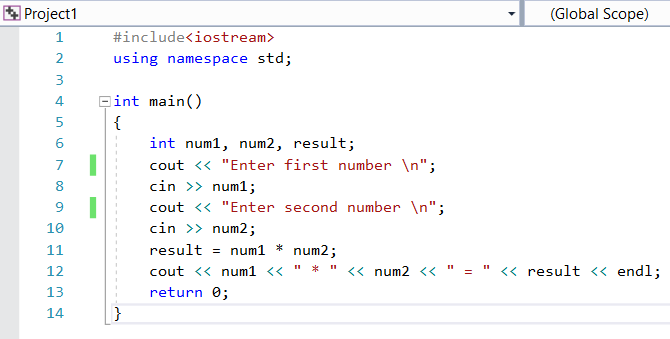 Project1 (Global Scope)
1 #include<iostream>
2 using namespace std;
3
4 int main()
5 {
6 int num1, num2, result;
7 cout << "Enter first number \n";
8 cin >> num1;
9 cout << "Enter second number \n";
10 cin >> num2;
11 result = num1 * num2;
12 cout << num1 << " * " << num2 << " = " << result << endl;
13 return 0;
14 }